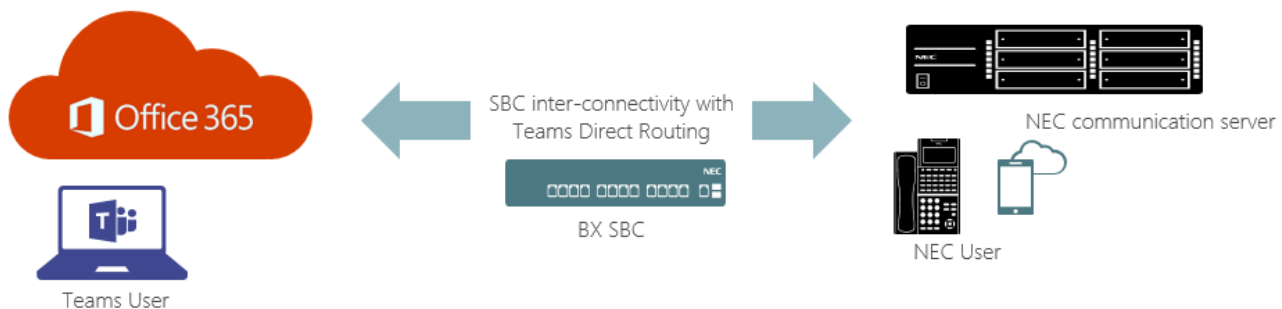 Office 365
Teams User
T
SBC inter-connectivity with
Teams Direct Routing
NEC
BX SBC
NEC
NEC communication server
NEC User